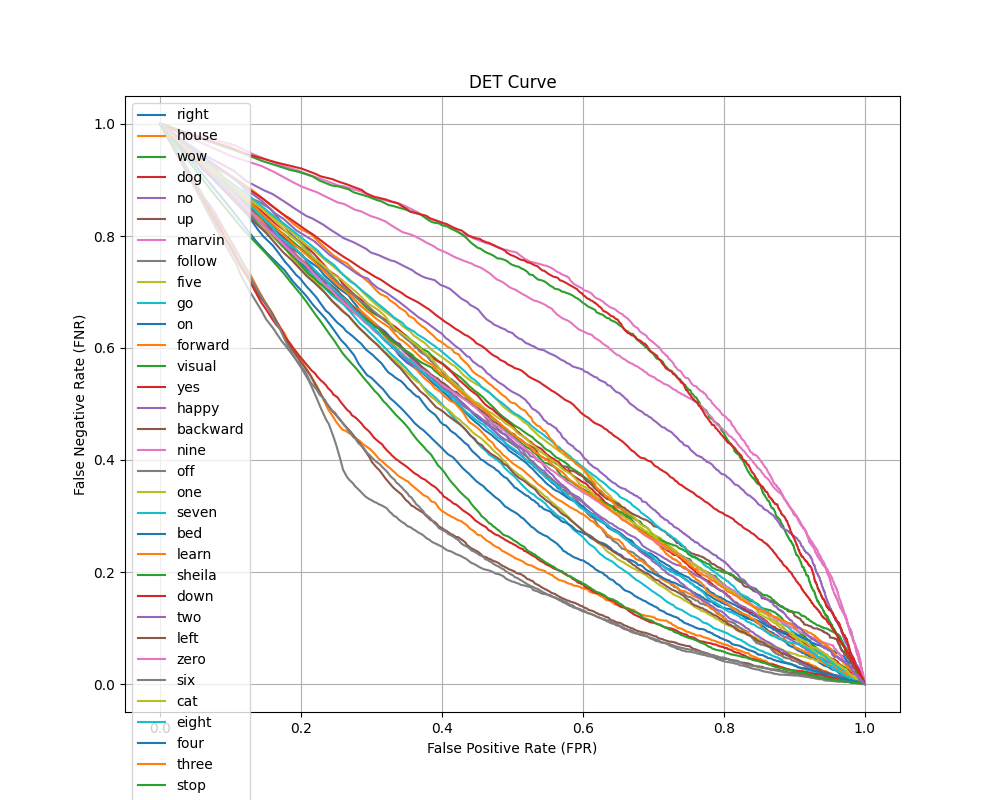 DET Curve
False Negative Rate (FNR)
1.0
0.8
0.6
0.4
0.2
0.0
right
house
wow
dog
no
up
marvin
follow
five
go
on
forward
visual
yes
happy
backward
nine
off
one
seven
bed
learn
sheila
down
two
left
zero
six
cat
eight
four
three
stop
0.0
0.2
0.4
0.6
0.8
1.0
False Positive Rate (FPR)